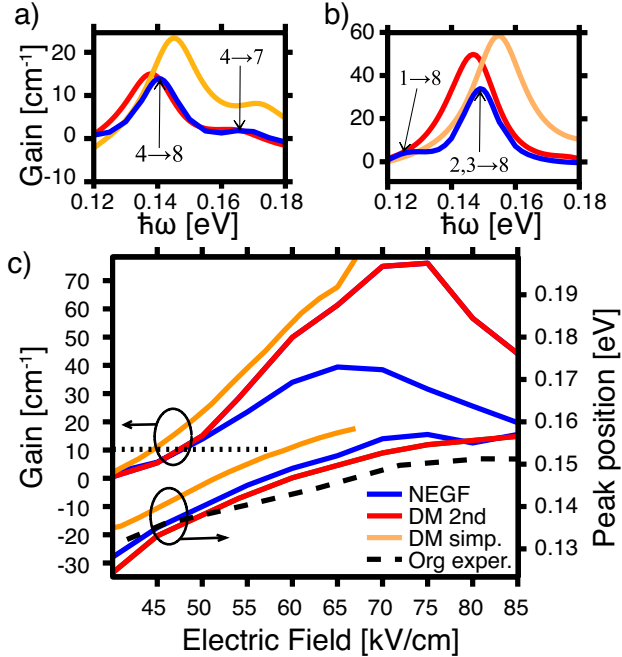 a)
b)
Gain [cm⁻¹]
20
10
0
-10
4→7
4→8
0.12 0.14 0.16 0.18
ħω [eV]
60
40
20
0
1→8
2,3→8
0.12 0.14 0.16 0.18
ħω [eV]
c)
Gain [cm⁻¹]
70
60
50
40
30
20
10
0
-10
-20
-30
0.19
0.18
0.17
0.16
0.15
0.14
0.13
Peak position [eV]
NEGF
DM 2nd
DM simp.
Org exper.
45 50 55 60 65 70 75 80 85
Electric Field [kV/cm]